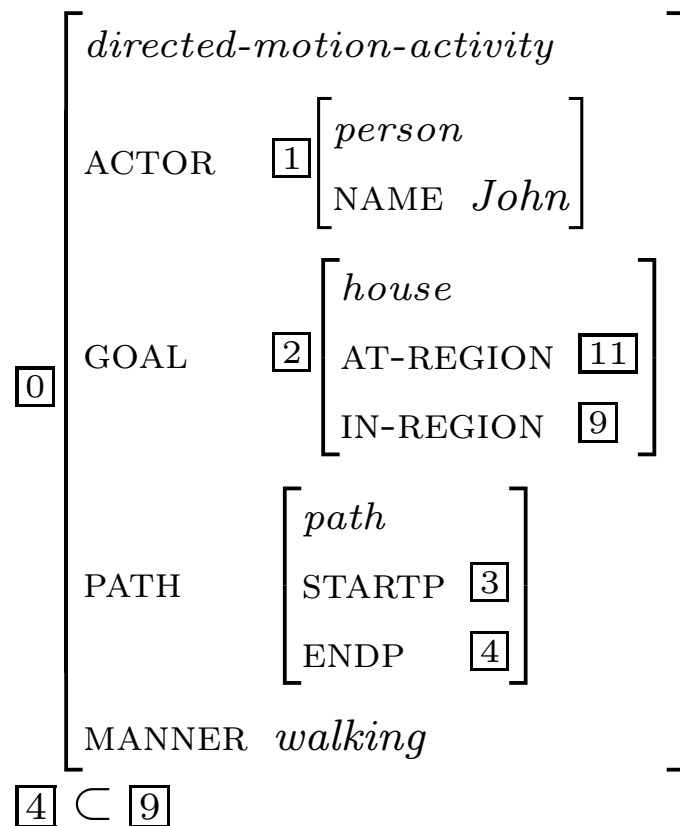 directed-motion-activity
ACTOR 1 person
NAME John
0 GOAL 2 house
AT-REGION 11
IN-REGION 9
PATH path
STARTP 3
ENDP 4
MANNER walking
4 ⊂ 9